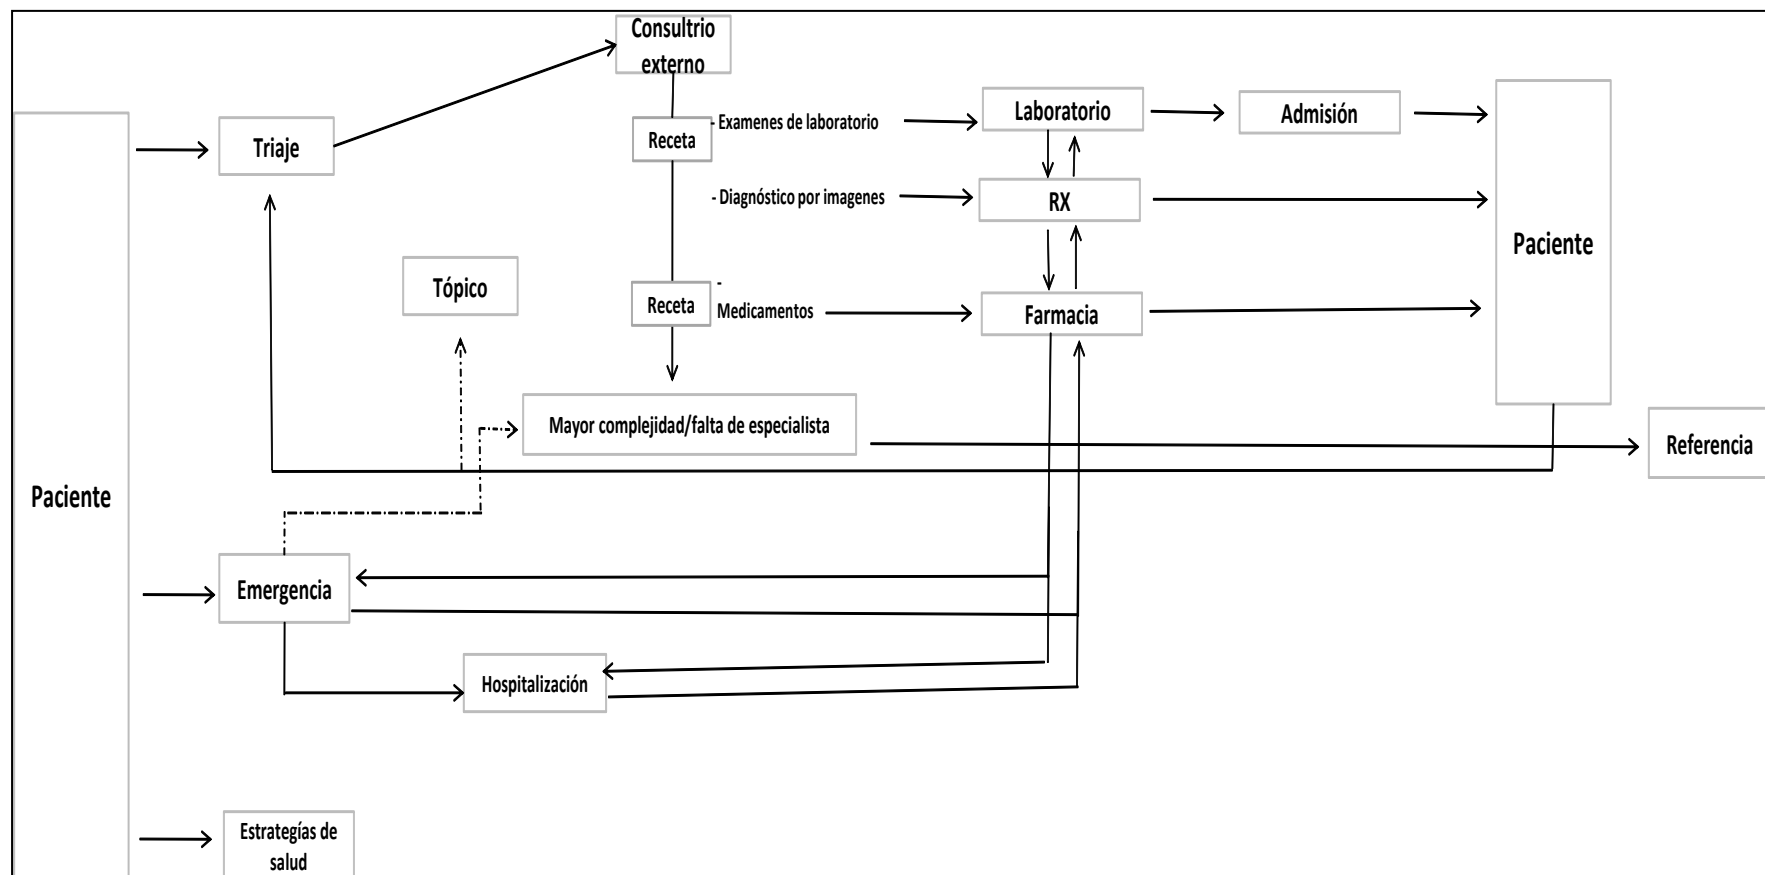 Consultrio
externo
Triaje
Receta
- Examenes de laboratorio
Laboratorio
Admisión
- Diagnóstico por imagenes
RX
Paciente
Tópico
Receta
-
Medicamentos
Farmacia
Mayor complejidad/falta de especialista
Referencia
Paciente
Emergencia
Hospitalización
Estrategías de
salud